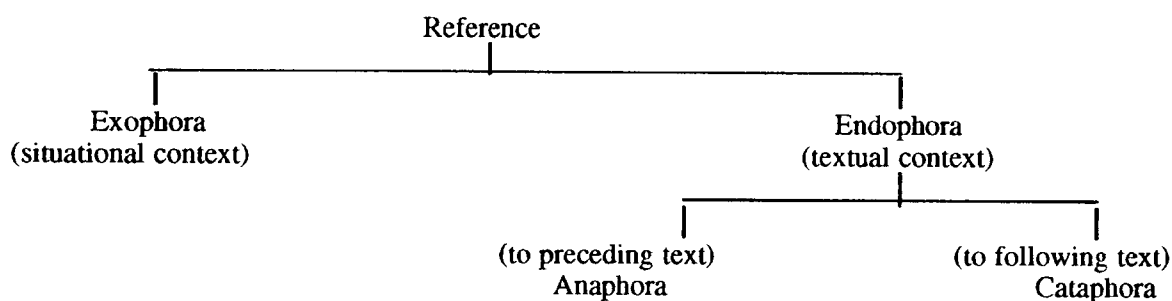 Reference
Exophora
(situational context)
Endophora
(textual context)
(to preceding text)
Anaphora
(to following text)
Cataphora